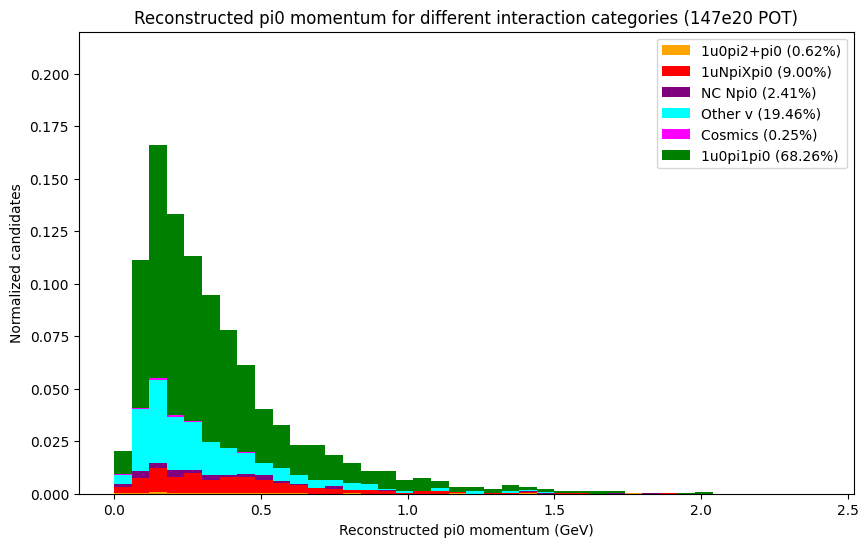 Reconstructed pi0 momentum for different interaction categories (147e20 POT)
1u0pi2+pi0 (0.62%)
1uNpiXpi0 (9.00%)
NC Npi0 (2.41%)
Other v (19.46%)
Cosmics (0.25%)
1u0pi1pi0 (68.26%)
Normalized candidates
0.200
0.175
0.150
0.125
0.100
0.075
0.050
0.025
0.000
0.0
0.5
1.0
1.5
2.0
2.5
Reconstructed pi0 momentum (GeV)